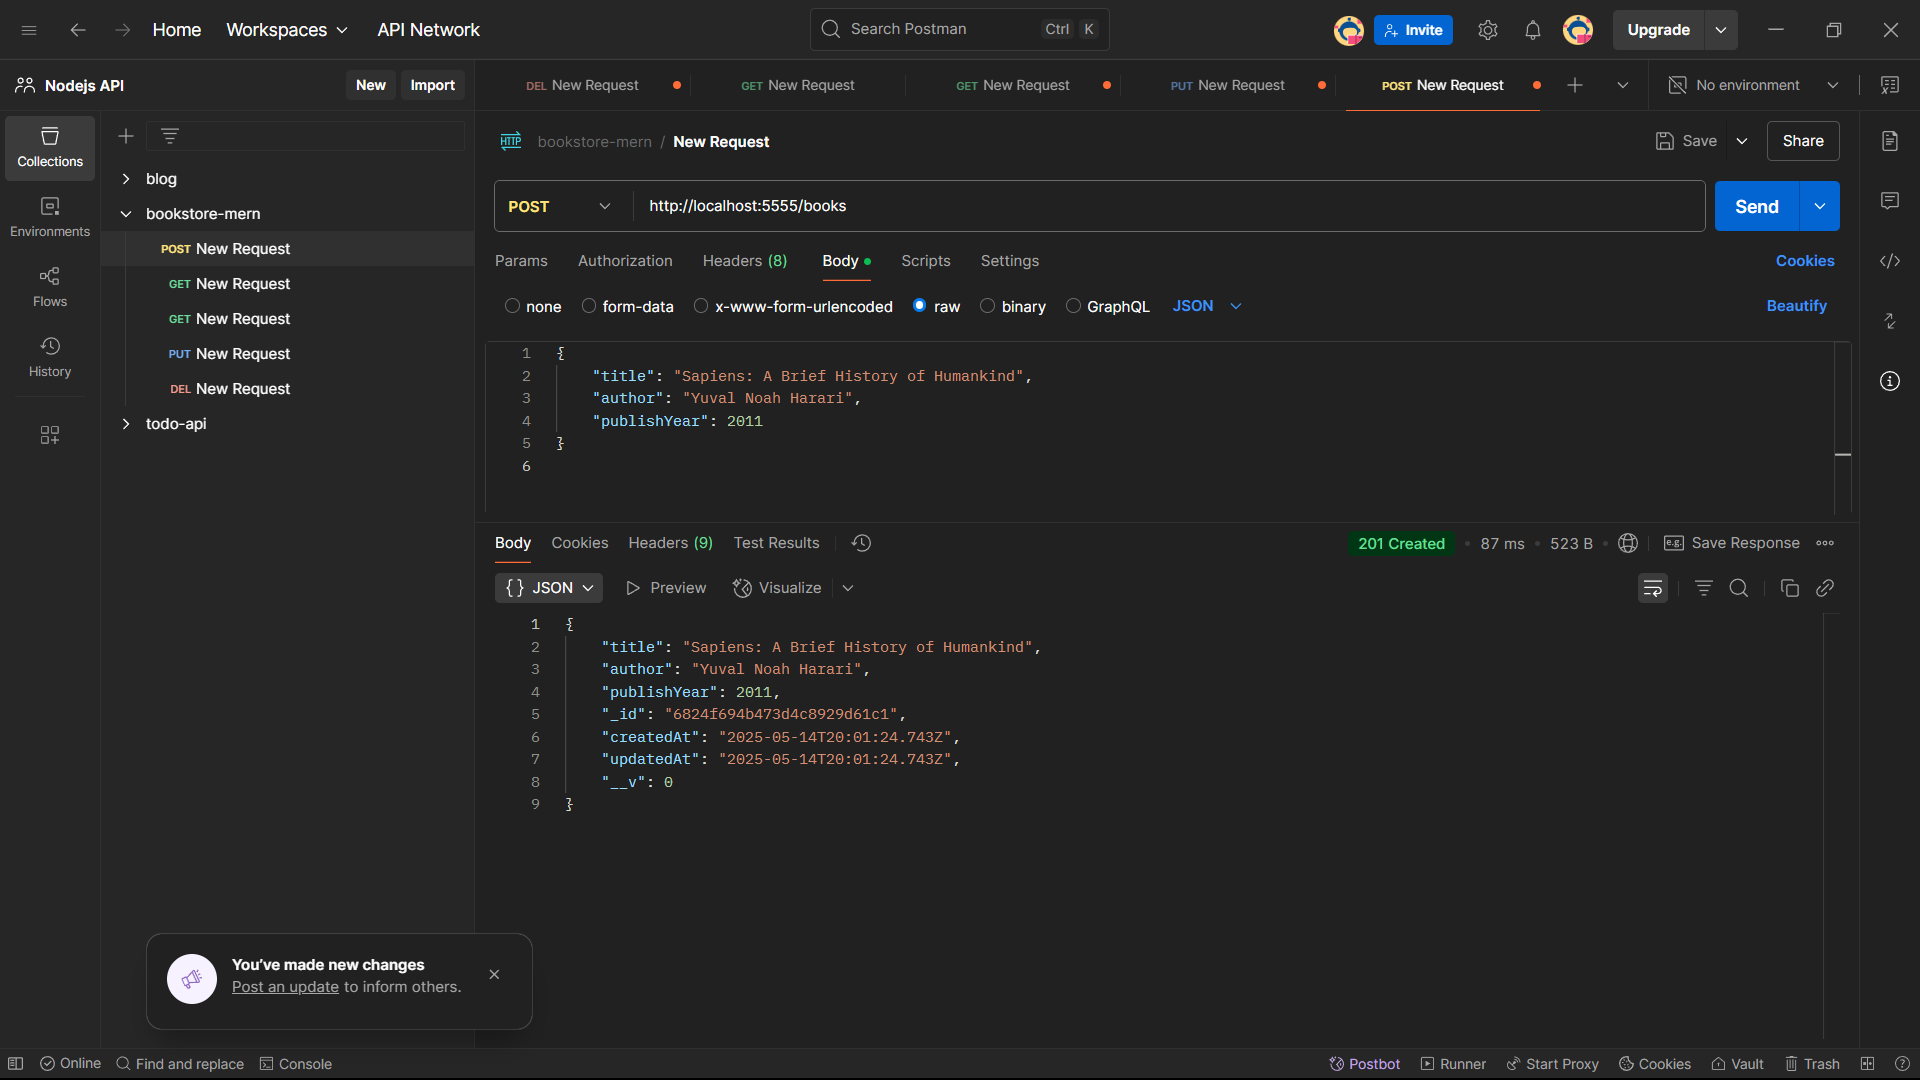 Home Workspaces API Network Search Postman Ctrl K Invite Upgrade
Nodejs API New Import
DEL New Request GET New Request GET New Request PUT New Request POST New Request No environment
Collections
Environments
Flows
History
blog
bookstore-mern
POST New Request
GET New Request
GET New Request
PUT New Request
DEL New Request
todo-api
HTTP bookstore-mern / New Request Save Share
POST http://localhost:5555/books Send
Params Authorization Headers (8) Body Scripts Settings Cookies
none form-data x-www-form-urlencoded raw binary GraphQL JSON Beautify
1 {
2 "title": "Sapiens: A Brief History of Humankind",
3 "author": "Yuval Noah Harari",
4 "publishYear": 2011
5 }
6
Body Cookies Headers (9) Test Results 201 Created • 87 ms • 523 B • e.g. Save Response
{} JSON Preview Visualize
1 {
2 "title": "Sapiens: A Brief History of Humankind",
3 "author": "Yuval Noah Harari",
4 "publishYear": 2011,
5 "_id": "6824f694b473d4c8929d61c1",
6 "createdAt": "2025-05-14T20:01:24.743Z",
7 "updatedAt": "2025-05-14T20:01:24.743Z",
8 "__v": 0
9 }
You've made new changes
Post an update to inform others.
Online Find and replace Console Postbot Runner Start Proxy Cookies Vault Trash